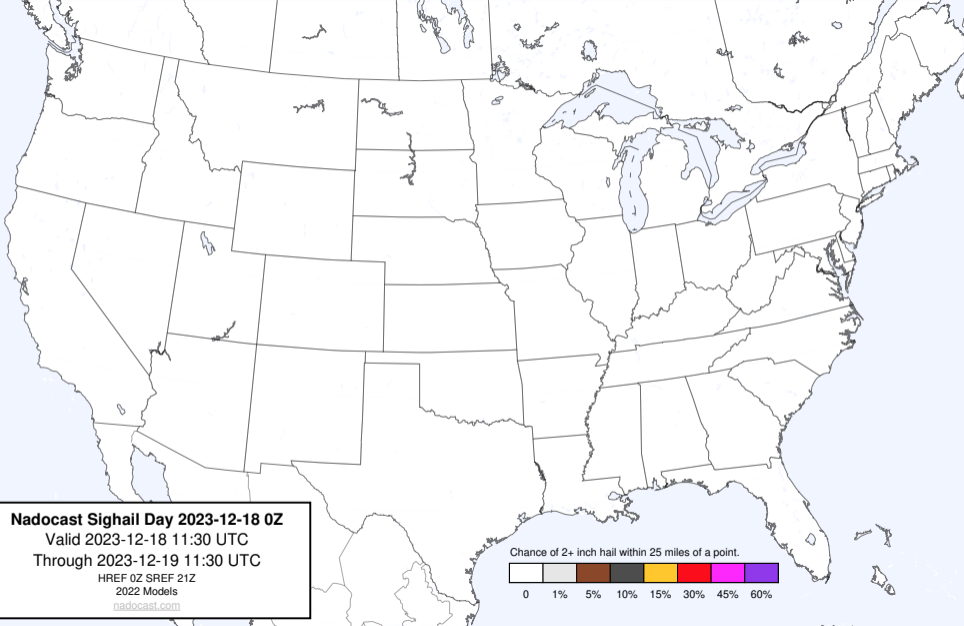 Nadocast Sighail Day 2023-12-18 0Z
Valid 2023-12-18 11:30 UTC
Through 2023-12-19 11:30 UTC
HREF 0Z SREF 21Z
2022 Models
nadocast.com
Chance of 2+ inch hail within 25 miles of a point.
0 1% 5% 10% 15% 30% 45% 60%